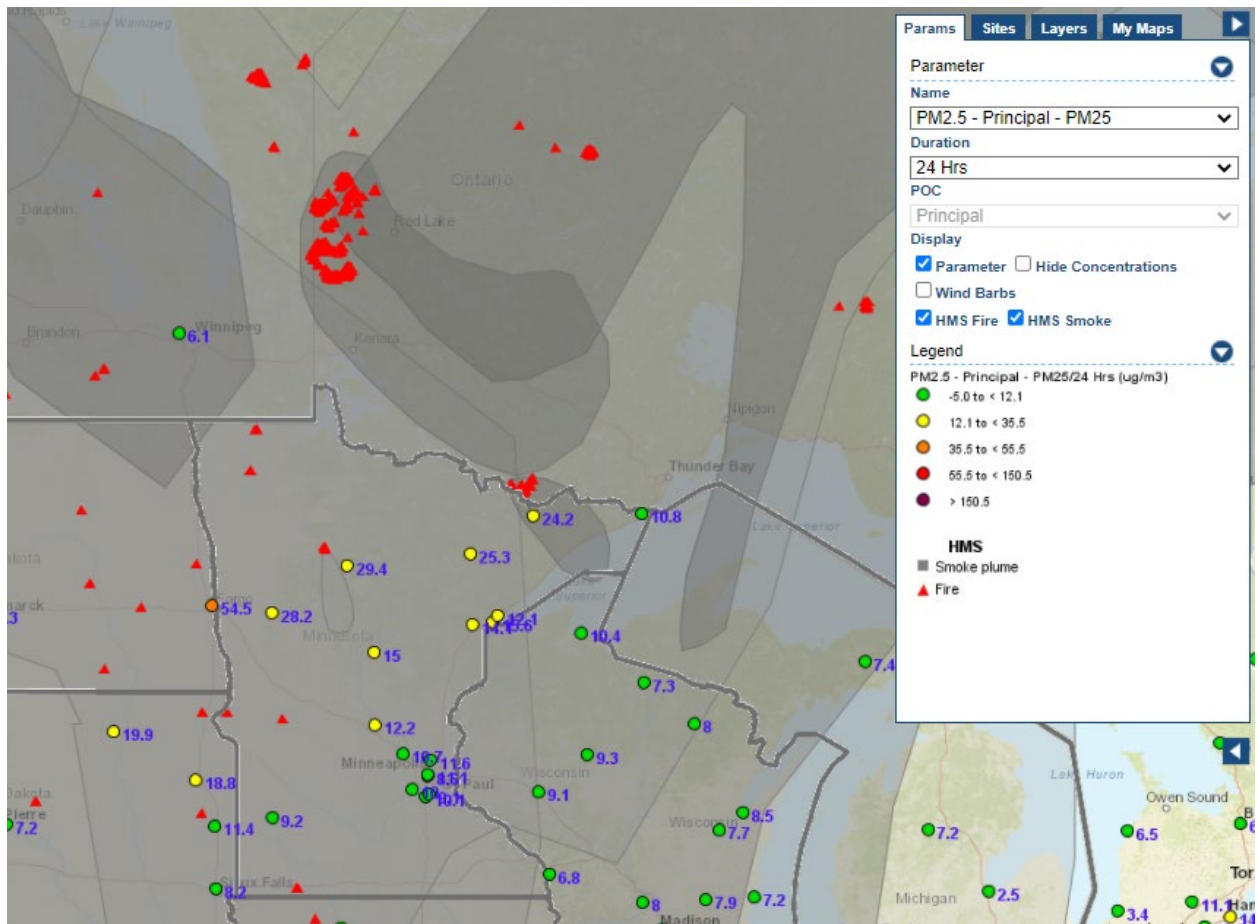 Lake Winnipeg
Params Sites Layers My Maps
Parameter
Name
PM2.5 - Principal - PM25
Duration
24 Hrs
POC
Principal
Display
Parameter Hide Concentrations
Wind Barbs
HMS Fire HMS Smoke
Legend
PM2.5 - Principal - PM25/24 Hrs (ug/m3)
-5.0 to < 12.1
12.1 to < 35.5
35.5 to < 55.5
55.5 to < 150.5
> 150.5
HMS
Smoke plume
Fire
Ontario
Dauphin
Red Lake
Brandon
Winnipeg
6.1
Kenora
Nipigon
Thunder Bay
24.2
10.8
Lake Superior
25.3
29.4
Superior
Fargo
54.5
28.2
12.1
10.4
Minnesota
15
7.4
7.3
19.9
12.2
8
10.7
11.6
9.3
Minneapolis
Paul
Wisconsin
18.8
9.1
Lake Huron
Owen Sound
Pierre
7.2
11.4
9.2
8.5
Wisconsin
7.7
7.2
6.5
Sioux Falls
8.2
6.8
Michigan
2.5
8
7.9
7.2
3.4
Madison